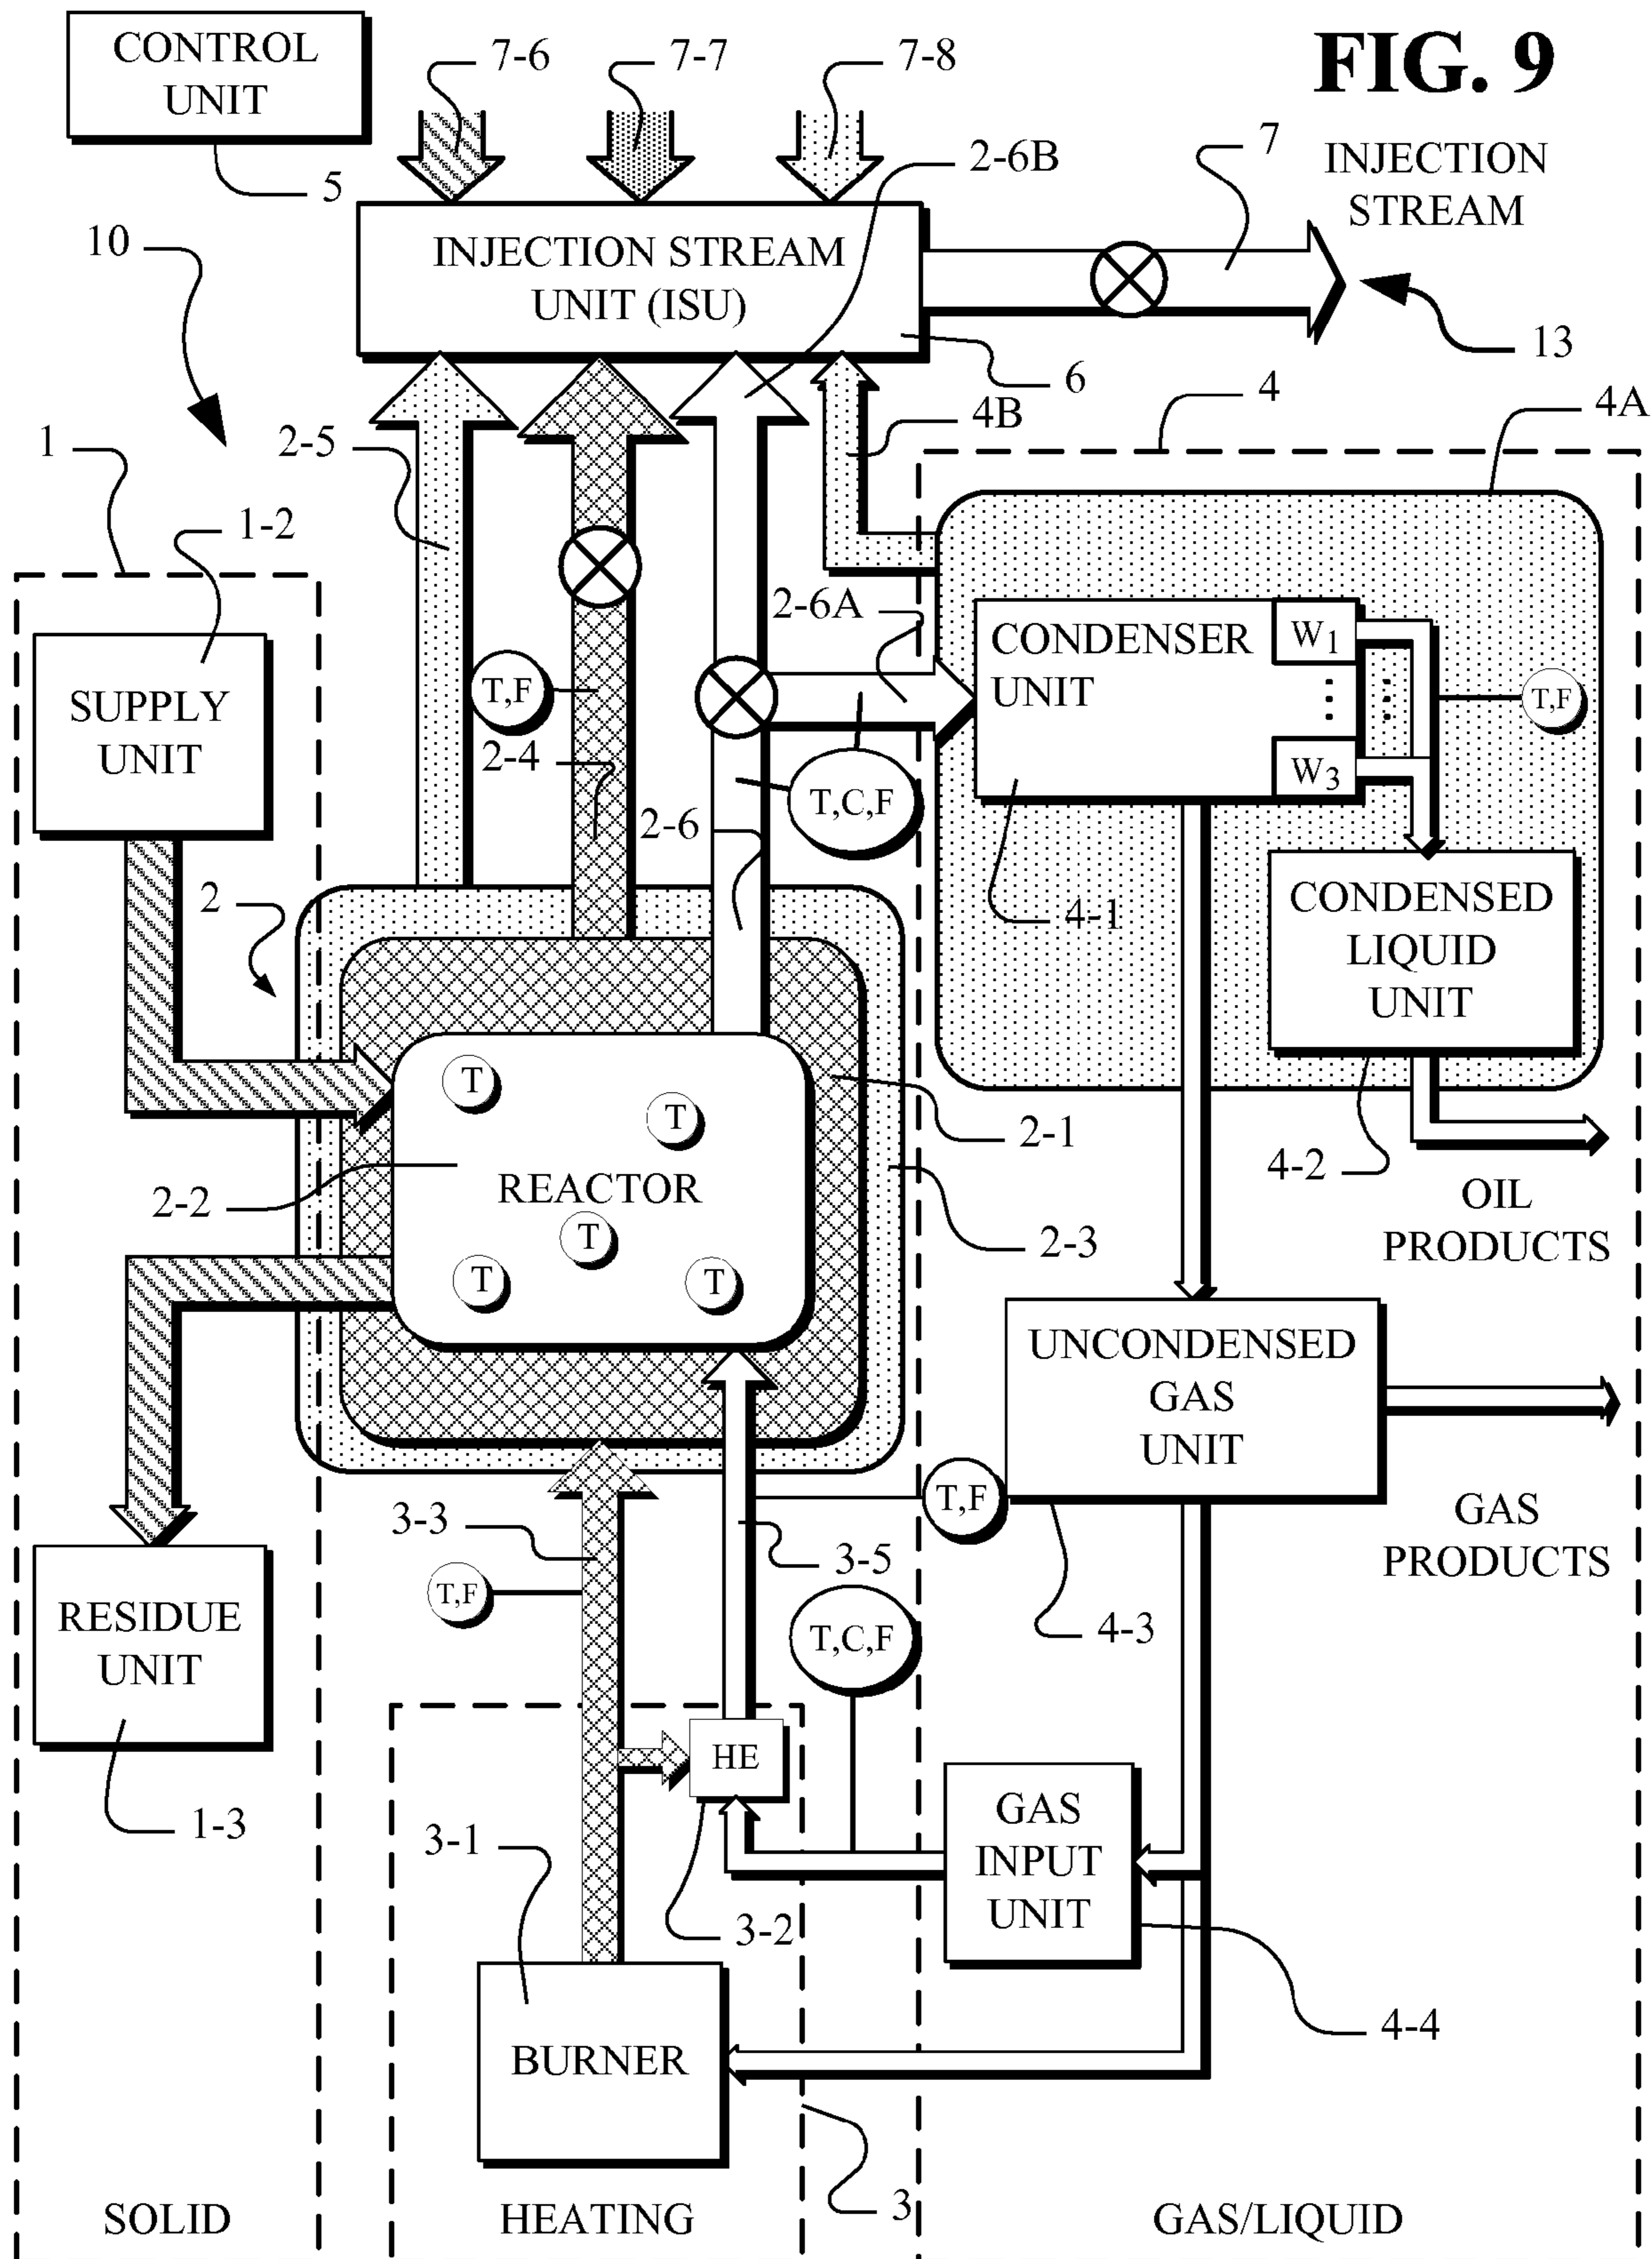 CONTROL
UNIT
5
7-6
7-7
7-8
FIG. 9
2-6B
7
INJECTION
STREAM
10
INJECTION STREAM
UNIT (ISU)
13
6
4
4A
4B
1
2-5
1-2
2-6A
SUPPLY
UNIT
T,F
2-4
CONDENSER
UNIT
W1
W3
T,F
T,C,F
2-6
4-1
CONDENSED
LIQUID
UNIT
2
T
T
2-1
2-2
REACTOR
T
T
T
2-3
4-2
OIL
PRODUCTS
UNCONDENSED
GAS
UNIT
T,F
GAS
PRODUCTS
3-3
3-5
T,F
T,C,F
4-3
RESIDUE
UNIT
1-3
HE
3-1
3-2
GAS
INPUT
UNIT
4-4
BURNER
3
SOLID
HEATING
GAS/LIQUID